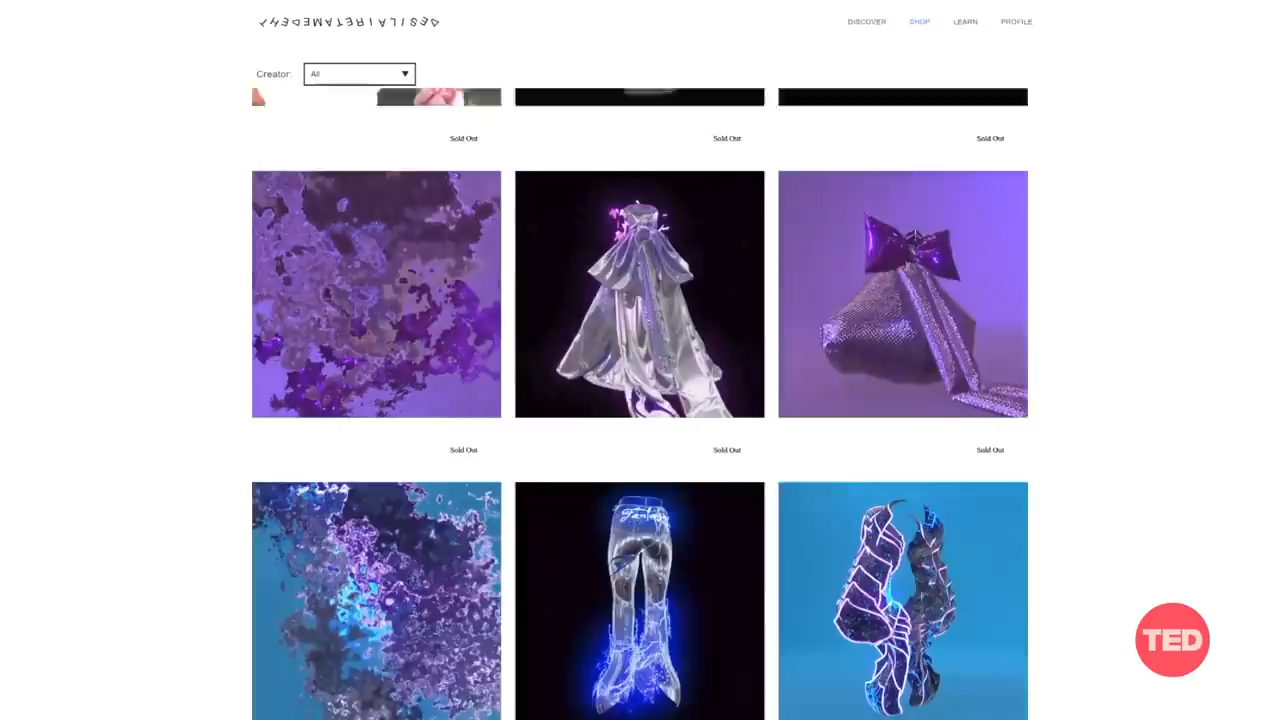 THEDEMATERIALISED
DISCOVER SHOP LEARN PROFILE
Creator: All
Sold Out Sold Out Sold Out
Sold Out Sold Out Sold Out
TED